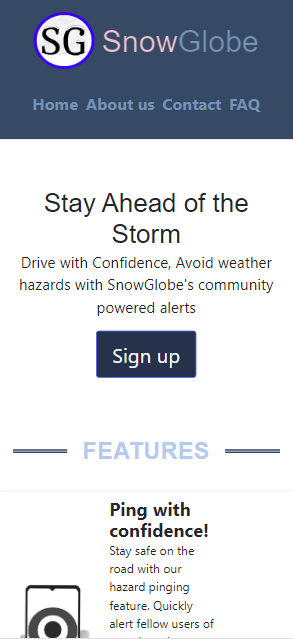 SG SnowGlobe
Home About us Contact FAQ
Stay Ahead of the
Storm
Drive with Confidence, Avoid weather
hazards with SnowGlobe's community
powered alerts
Sign up
FEATURES
Ping with
confidence!
Stay safe on the
road with our
hazard pinging
feature. Quickly
alert fellow users of